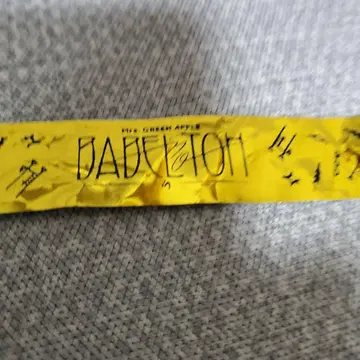 Mrs. GREEN APPLE
BABEL no TOH